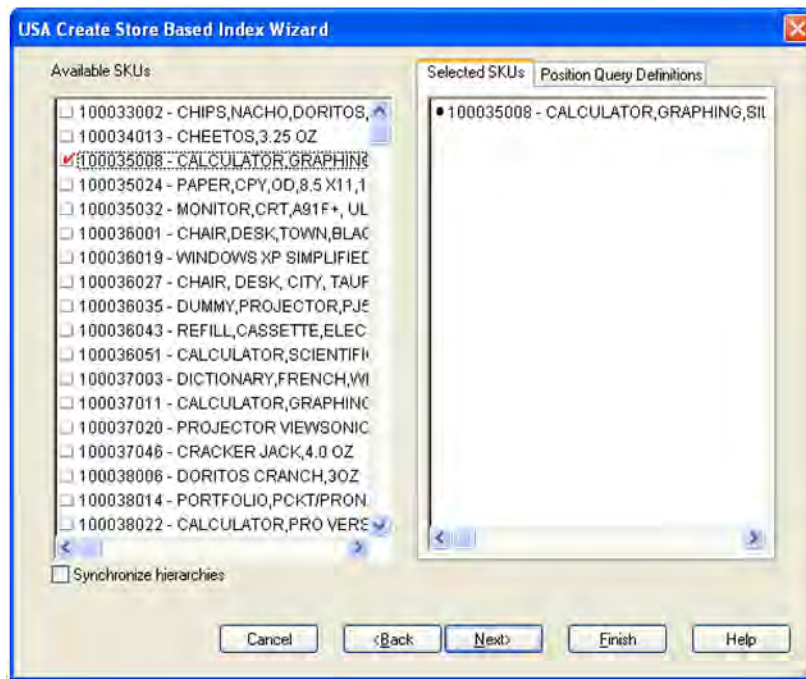 USA Create Store Based Index Wizard
Available SKUs
100033002 - CHIPS,NACHO,DORITOS,
100034013 - CHEETOS,3.25 OZ
100035008 - CALCULATOR,GRAPHING
100035024 - PAPER,CPY,OD,8.5 X11,1
100035032 - MONITOR,CRT,A91F+, UL
100036001 - CHAIR,DESK,TOWN,BLAC
100036019 - WINDOWS XP SIMPLIFIED
100036027 - CHAIR, DESK, CITY, TAUP
100036035 - DUMMY,PROJECTOR,PJ5
100036043 - REFILL,CASSETTE,ELEC
100036051 - CALCULATOR,SCIENTIFI
100037003 - DICTIONARY,FRENCH,WI
100037011 - CALCULATOR,GRAPHING
100037020 - PROJECTOR VIEWSONIC
100037046 - CRACKER JACK,4.0 OZ
100038006 - DORITOS CRANCH,3OZ
100038014 - PORTFOLIO,PCKT/PRON
100038022 - CALCULATOR,PRO VERS
Synchronize hierarchies
Selected SKUs Position Query Definitions
100035008 - CALCULATOR,GRAPHING,SIL
Cancel <Back Next> Finish Help